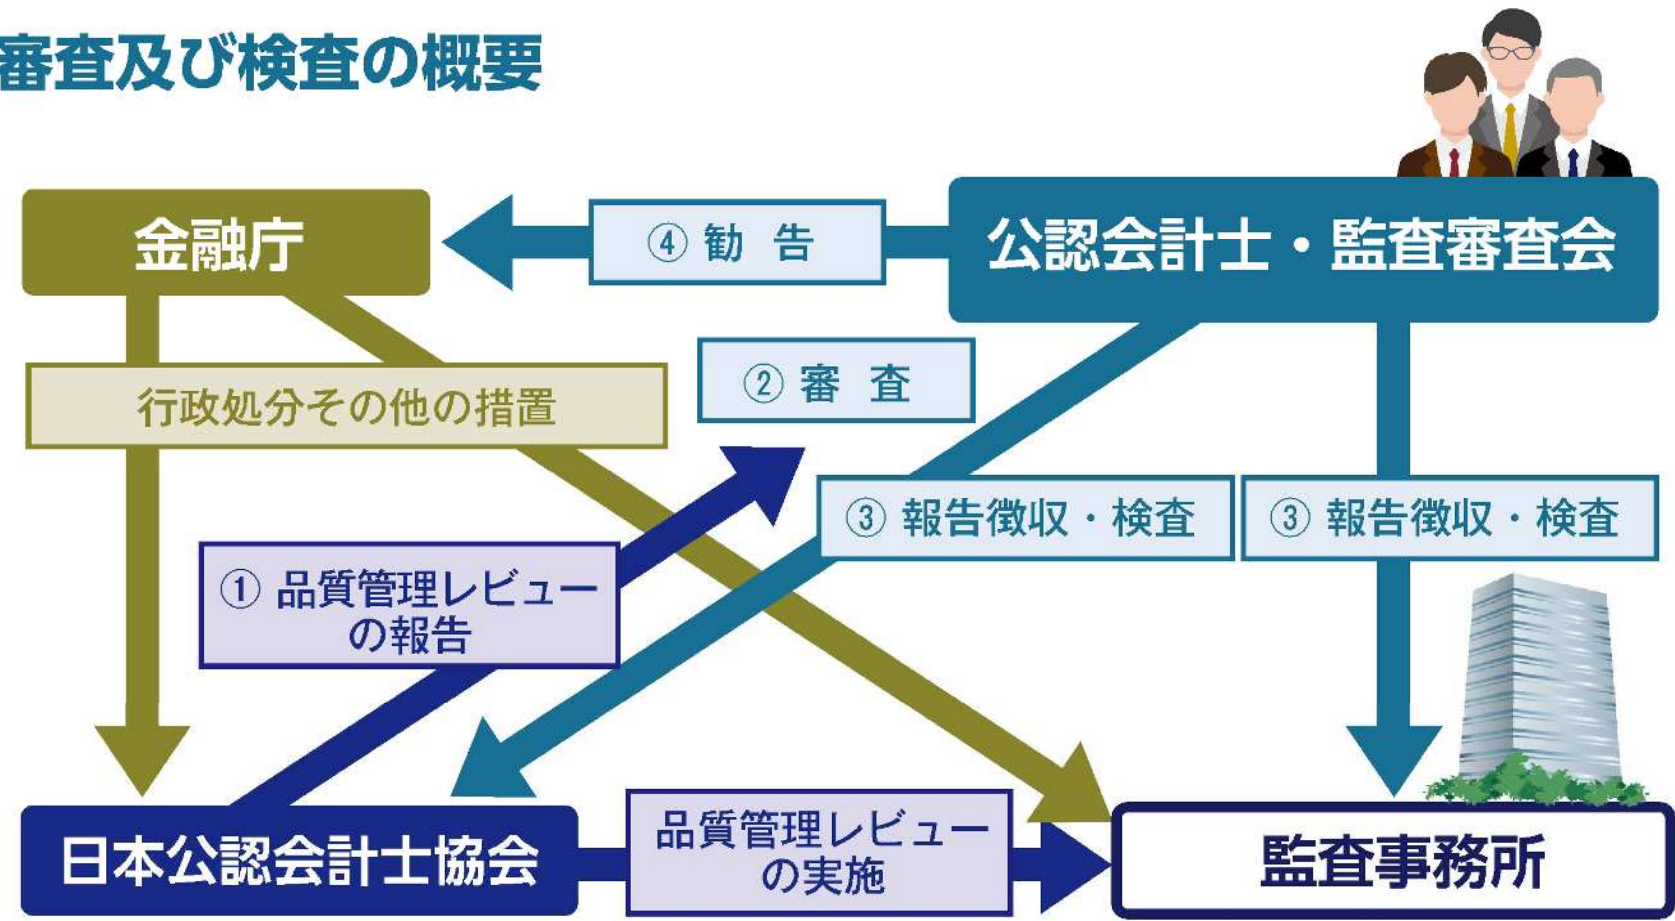 審査及び検査の概要
金融庁
④ 勧 告
公認会計士・監査審査会
行政処分その他の措置
② 審 査
③ 報告徴収・検査
③ 報告徴収・検査
① 品質管理レビュー
の報告
日本公認会計士協会
品質管理レビュー
の実施
監査事務所